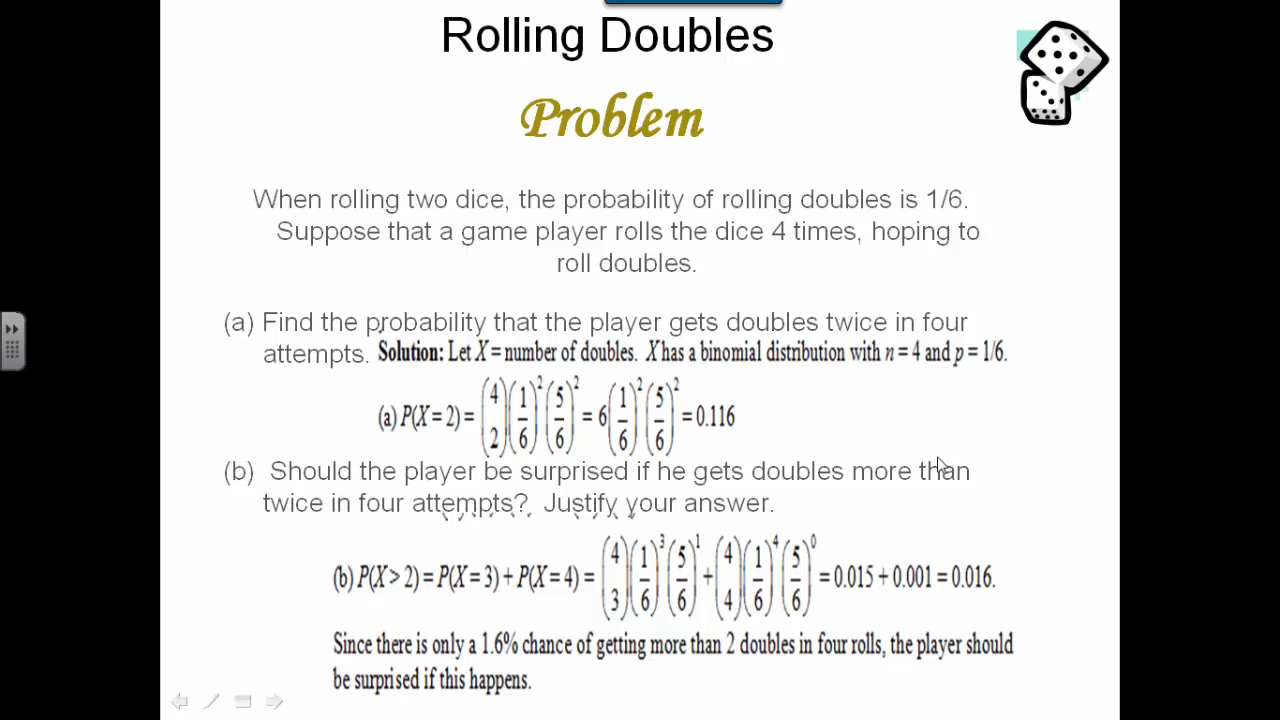 Rolling Doubles
Problem
When rolling two dice, the probability of rolling doubles is 1/6.
Suppose that a game player rolls the dice 4 times, hoping to
roll doubles.
(a) Find the probability that the player gets doubles twice in four
attempts. Solution: Let X = number of doubles. X has a binomial distribution with n = 4 and p = 1/6.
(a) P(X = 2) = (4 2)(1/6)^2(5/6)^2 = 6(1/6)^2(5/6)^2 = 0.116
(b) Should the player be surprised if he gets doubles more than
twice in four attempts? Justify your answer.
(b) P(X > 2) = P(X = 3) + P(X = 4) = (4 3)(1/6)^3(5/6)^1 + (4 4)(1/6)^4(5/6)^0 = 0.015 + 0.001 = 0.016.
Since there is only a 1.6% chance of getting more than 2 doubles in four rolls, the player should
be surprised if this happens.